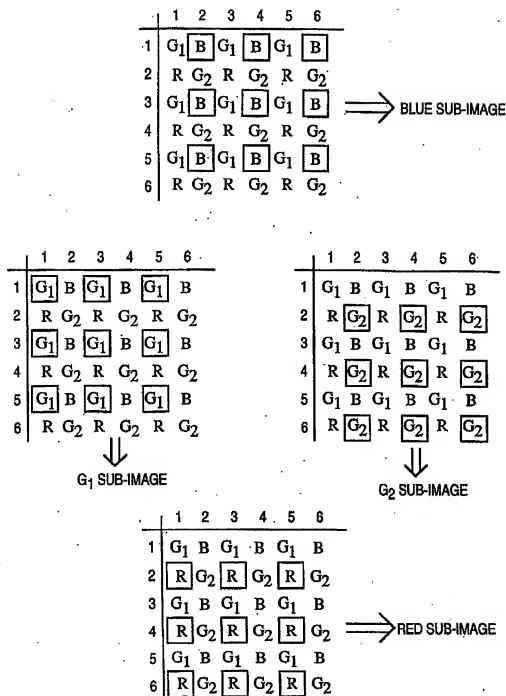 1 2 3 4 5 6
1 G1 B G1 B G1 B
2 R G2 R G2 R G2
3 G1 B G1 B G1 B
4 R G2 R G2 R G2
5 G1 B G1 B G1 B
6 R G2 R G2 R G2
BLUE SUB-IMAGE
1 2 3 4 5 6
1 G1 B G1 B G1 B
2 R G2 R G2 R G2
3 G1 B G1 B G1 B
4 R G2 R G2 R G2
5 G1 B G1 B G1 B
6 R G2 R G2 R G2
G1 SUB-IMAGE
1 2 3 4 5 6
1 G1 B G1 B G1 B
2 R G2 R G2 R G2
3 G1 B G1 B G1 B
4 R G2 R G2 R G2
5 G1 B G1 B G1 B
6 R G2 R G2 R G2
G2 SUB-IMAGE
1 2 3 4 5 6
1 G1 B G1 B G1 B
2 R G2 R G2 R G2
3 G1 B G1 B G1 B
4 R G2 R G2 R G2
5 G1 B G1 B G1 B
6 R G2 R G2 R G2
RED SUB-IMAGE